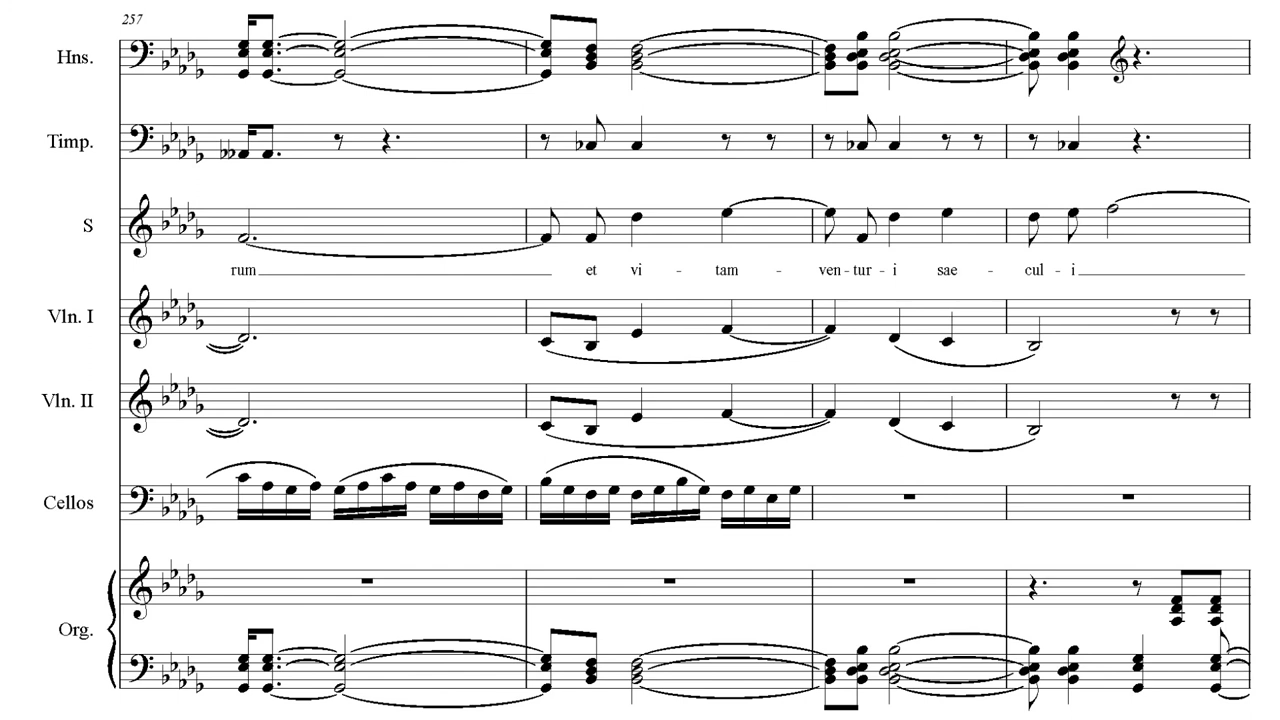 257
Hns.
Timp.
S
rum et vi - tam - ven - tur - i sae - cul - i
Vln. I
Vln. II
Cellos
Org.